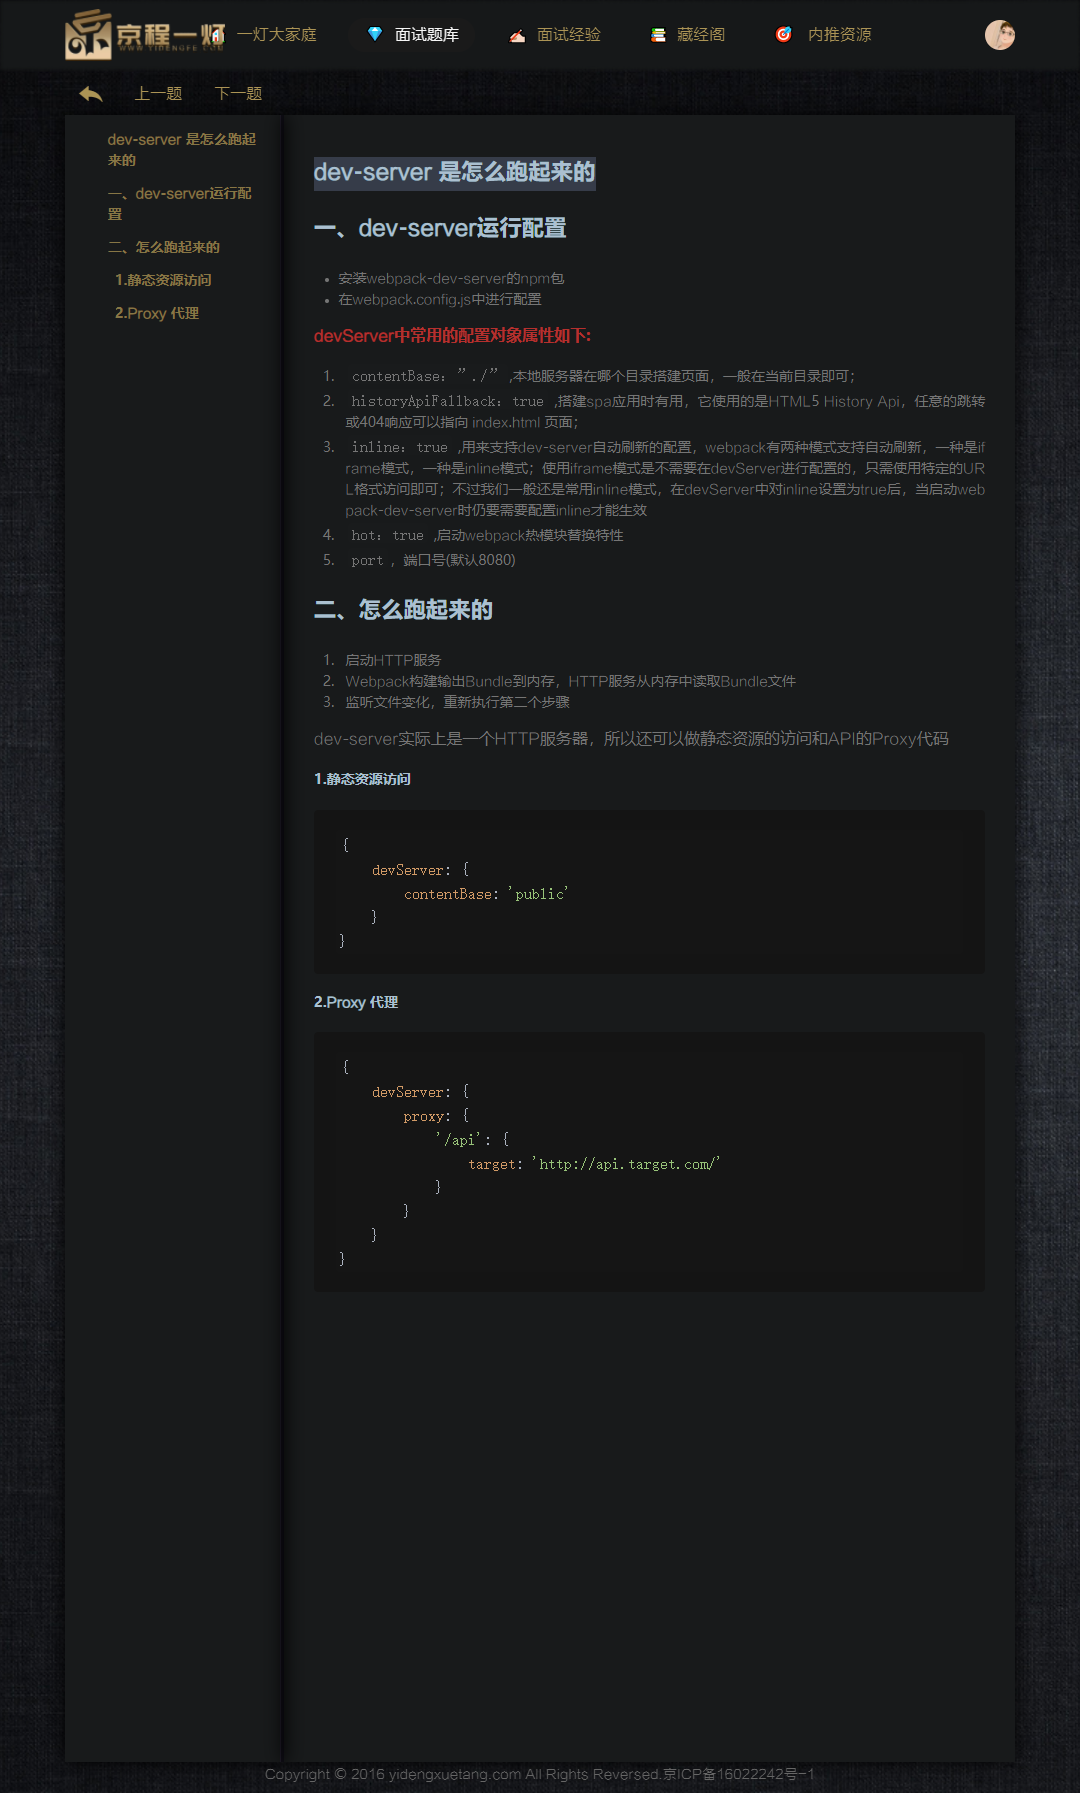 京程一灯
WWW.YIDENGFE.COM
一灯大家庭
面试题库
面试经验
藏经阁
内推资源
上一题
下一题
dev-server 是怎么跑起
来的
一、dev-server运行配
置
二、怎么跑起来的
1.静态资源访问
2.Proxy 代理
dev-server 是怎么跑起来的
一、dev-server运行配置
• 安装webpack-dev-server的npm包
• 在webpack.config.js中进行配置
devServer中常用的配置对象属性如下:
1. contentBase: ”./” ,本地服务器在哪个目录搭建页面，一般在当前目录即可；
2. historyApiFallback: true ,搭建spa应用时有用，它使用的是HTML5 History Api，任意的跳转
或404响应可以指向 index.html 页面；
3. inline: true ,用来支持dev-server自动刷新的配置，webpack有两种模式支持自动刷新，一种是if
rame模式，一种是inline模式；使用iframe模式是不需要在devServer进行配置的，只需使用特定的UR
L格式访问即可；不过我们一般还是常用inline模式，在devServer中对inline设置为true后，当启动web
pack-dev-server时仍要需要配置inline才能生效
4. hot: true ,启动webpack热模块替换特性
5. port ，端口号(默认8080)
二、怎么跑起来的
1. 启动HTTP服务
2. Webpack构建输出Bundle到内存，HTTP服务从内存中读取Bundle文件
3. 监听文件变化，重新执行第二个步骤
dev-server实际上是一个HTTP服务器，所以还可以做静态资源的访问和API的Proxy代码
1.静态资源访问
{
devServer: {
contentBase: 'public'
}
}
2.Proxy 代理
{
devServer: {
proxy: {
'/api': {
target: 'http://api.target.com/'
}
}
}
}
Copyright © 2016 yidengxuetang.com All Rights Reversed.京ICP备16022242号-1